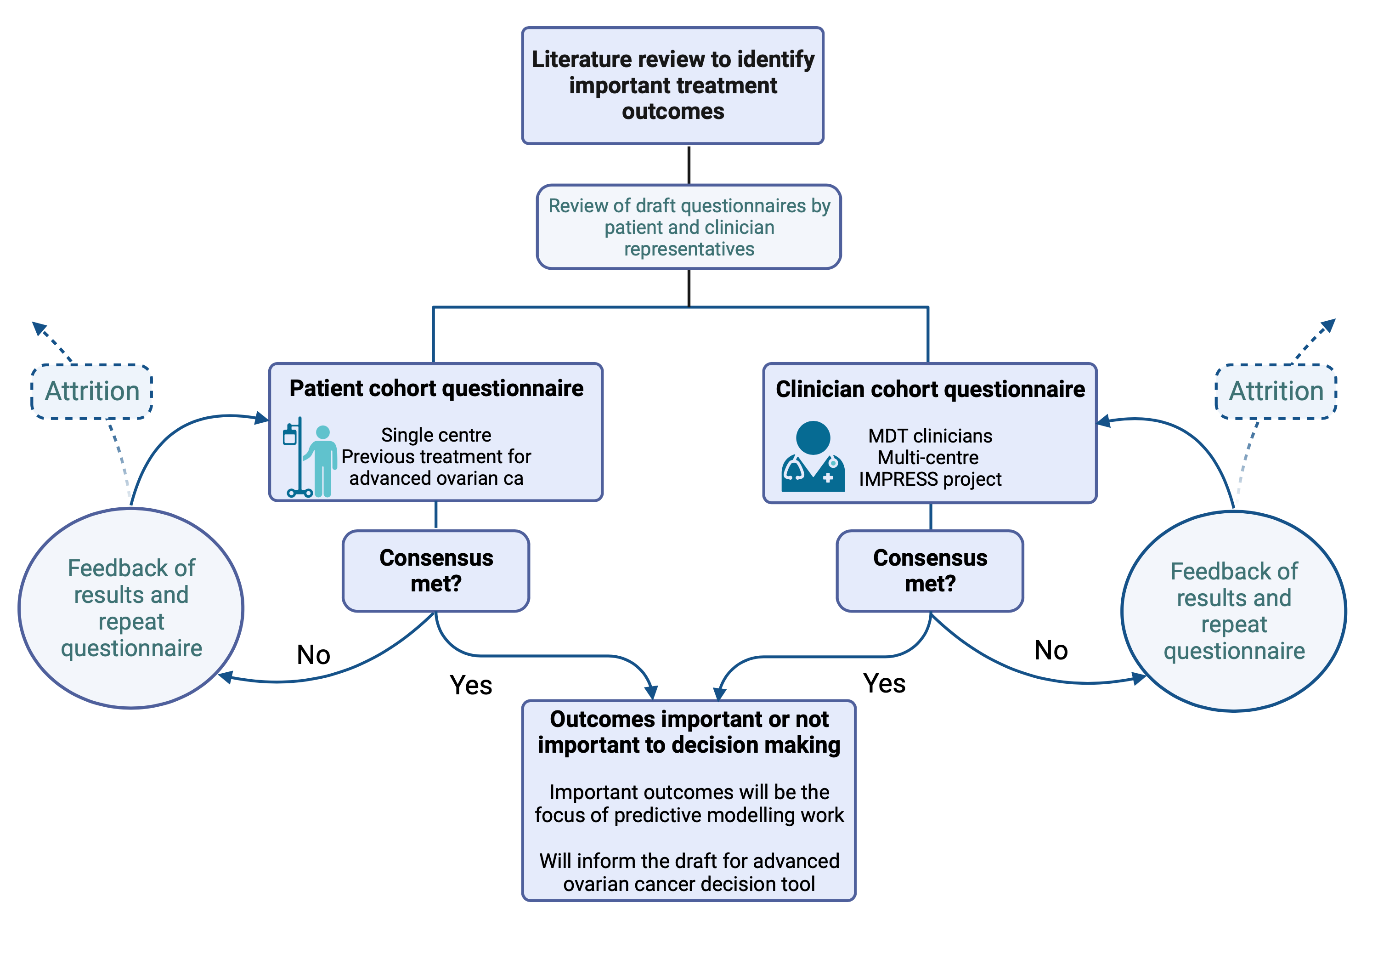 Literature review to identify
important treatment
outcomes
Review of draft questionnaires by
patient and clinician
representatives
Attrition
Patient cohort questionnaire
Single centre
Previous treatment for
advanced ovarian ca
Clinician cohort questionnaire
MDT clinicians
Multi-centre
IMPRESS project
Attrition
Feedback of
results and
repeat
questionnaire
Consensus
met?
Consensus
met?
Feedback of
results and
repeat
questionnaire
No
Yes
Yes
No
Outcomes important or not
important to decision making
Important outcomes will be the
focus of predictive modelling work
Will inform the draft for advanced
ovarian cancer decision tool